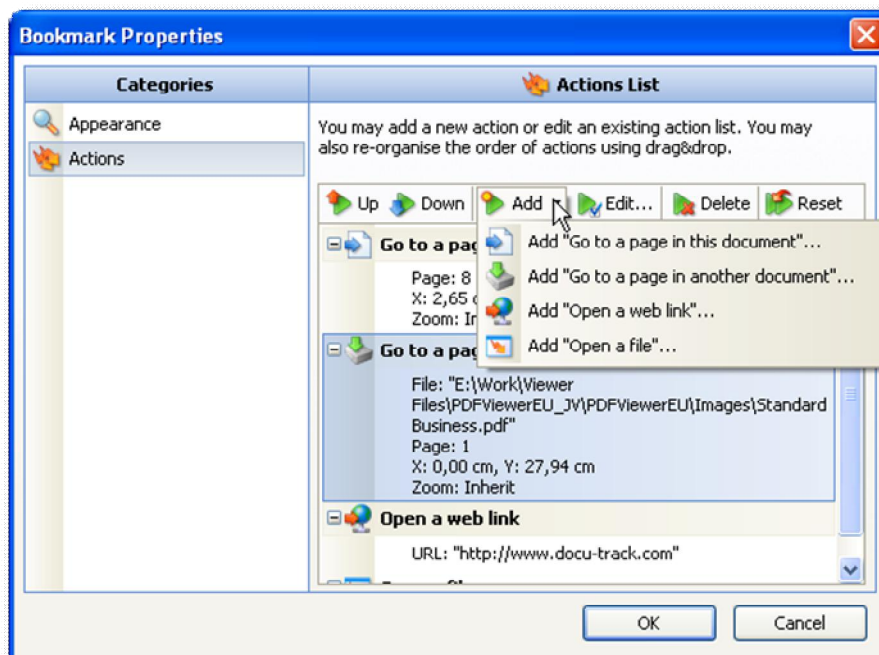 Bookmark Properties
Categories
Actions List
Appearance
Actions
You may add a new action or edit an existing action list. You may
also re-organise the order of actions using drag&drop.
Up Down Add Edit... Delete Reset
Add "Go to a page in this document"...
Add "Go to a page in another document"...
Add "Open a web link"...
Add "Open a file"...
Go to a pag
Page: 8
X: 2,65
Zoom: In
Go to a pag
File: "E:\Work\Viewer
Files\PDFViewerEU_JV\PDFViewerEU\Images\Standard
Business.pdf"
Page: 1
X: 0,00 cm, Y: 27,94 cm
Zoom: Inherit
Open a web link
URL: "http://www.docu-track.com"
OK Cancel